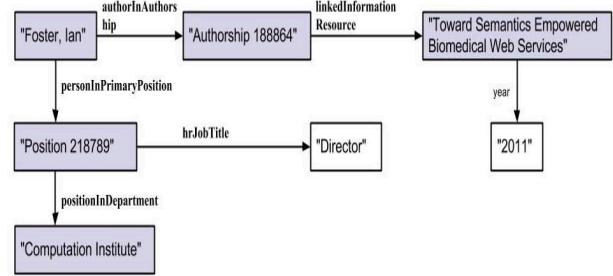 authorInAuthors
hip
linkedInformation
Resource
"Foster, Ian"
"Authorship 188864"
"Toward Semantics Empowered
Biomedical Web Services"
personInPrimaryPosition
year
"Position 218789"
hrJobTitle
"Director"
"2011"
positionInDepartment
"Computation Institute"